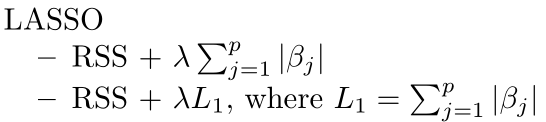 LASSO
– RSS + λ∑_{j=1}^{p} |β_j|
– RSS + λL_1, where L_1 = ∑_{j=1}^{p} |β_j|